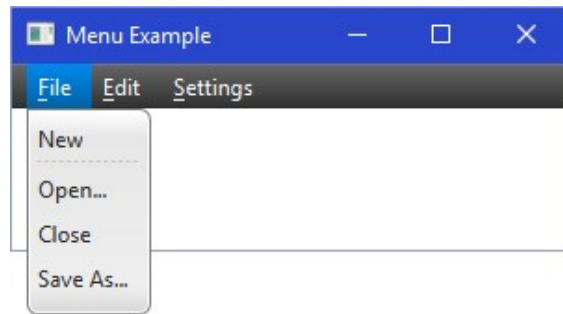 Menu Example
File Edit Settings
New
Open...
Close
Save As...